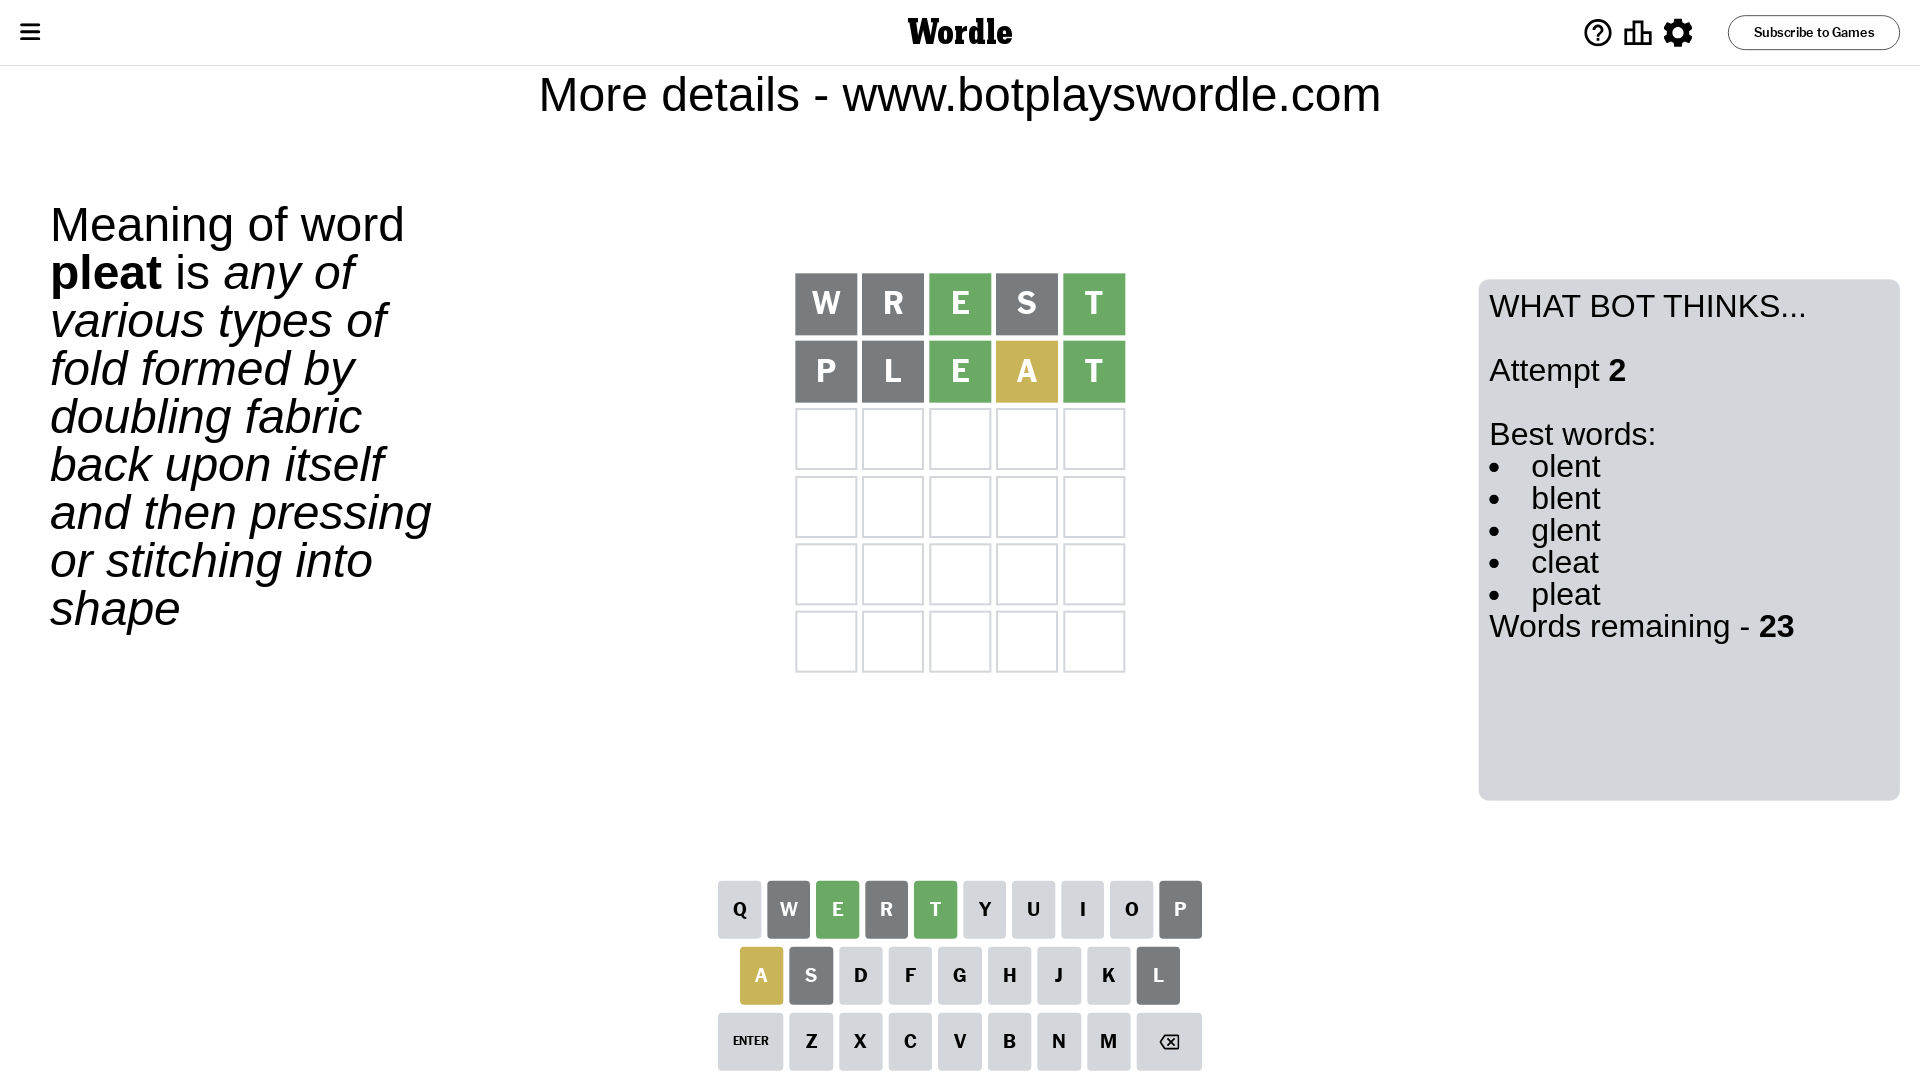 Wordle
Subscribe to Games
More details - www.botplayswordle.com
Meaning of word
pleat is any of
various types of
fold formed by
doubling fabric
back upon itself
and then pressing
or stitching into
shape
W R E S T
P L E A T
WHAT BOT THINKS...
Attempt 2
Best words:
• olent
• blent
• glent
• cleat
• pleat
Words remaining - 23
Q W E R T Y U I O P
A S D F G H J K L
ENTER Z X C V B N M